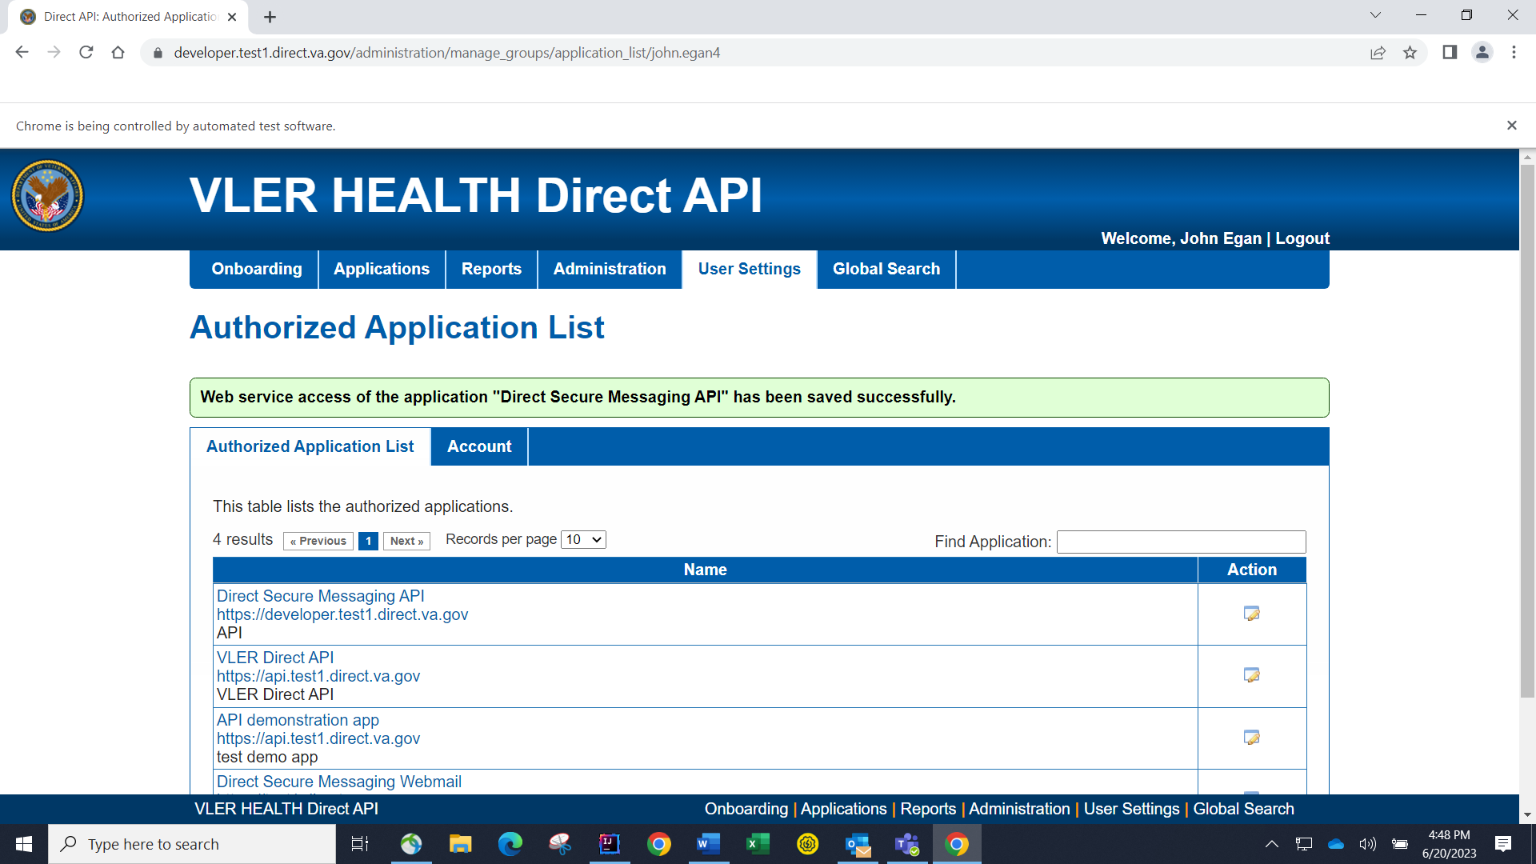 Direct API: Authorized Applicatio
developer.test1.direct.va.gov/administration/manage_groups/application_list/john.egan4
Chrome is being controlled by automated test software.
VLER HEALTH Direct API
Welcome, John Egan | Logout
Onboarding Applications Reports Administration User Settings Global Search
Authorized Application List
Web service access of the application "Direct Secure Messaging API" has been saved successfully.
Authorized Application List Account
This table lists the authorized applications.
4 results « Previous 1 Next » Records per page 10 Find Application:
Name Action
Direct Secure Messaging API
https://developer.test1.direct.va.gov
API
VLER Direct API
https://api.test1.direct.va.gov
VLER Direct API
API demonstration app
https://api.test1.direct.va.gov
test demo app
Direct Secure Messaging Webmail
VLER HEALTH Direct API Onboarding | Applications | Reports | Administration | User Settings | Global Search
Type here to search
4:48 PM
6/20/2023